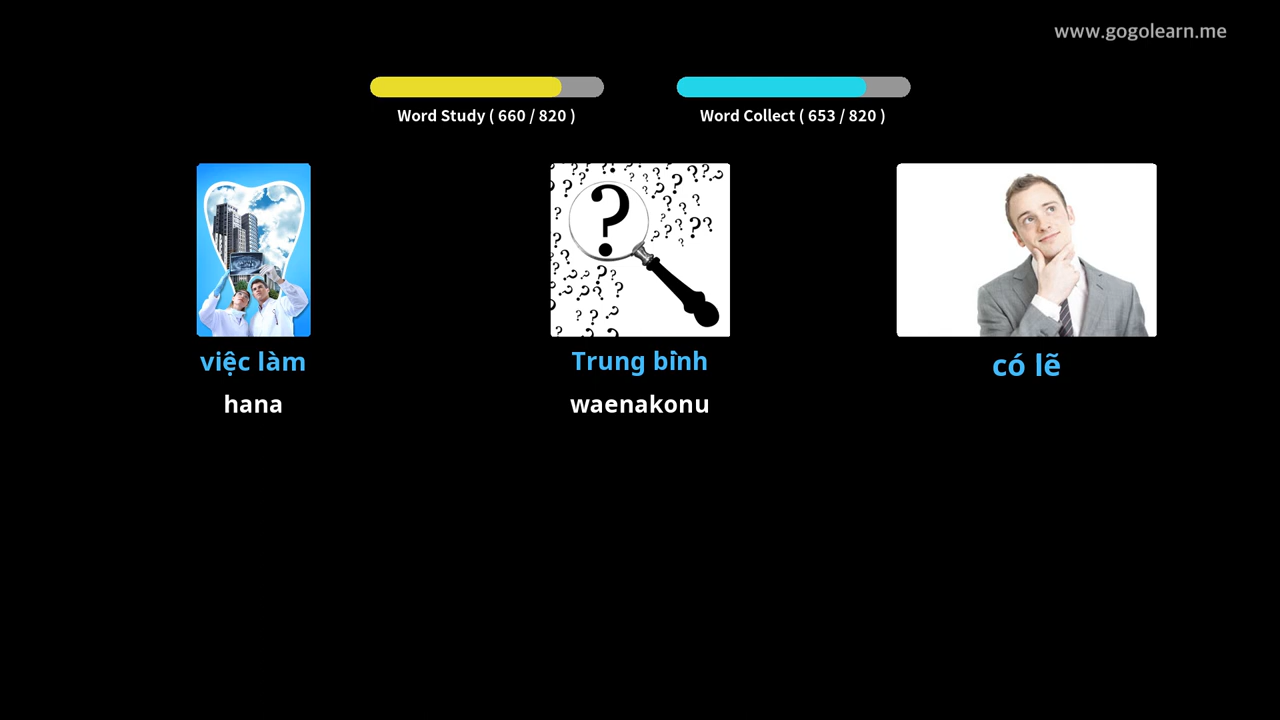 www.gogolearn.me
Word Study ( 660 / 820 )
Word Collect ( 653 / 820 )
việc làm
hana
Trung bình
waenakonu
có lẽ